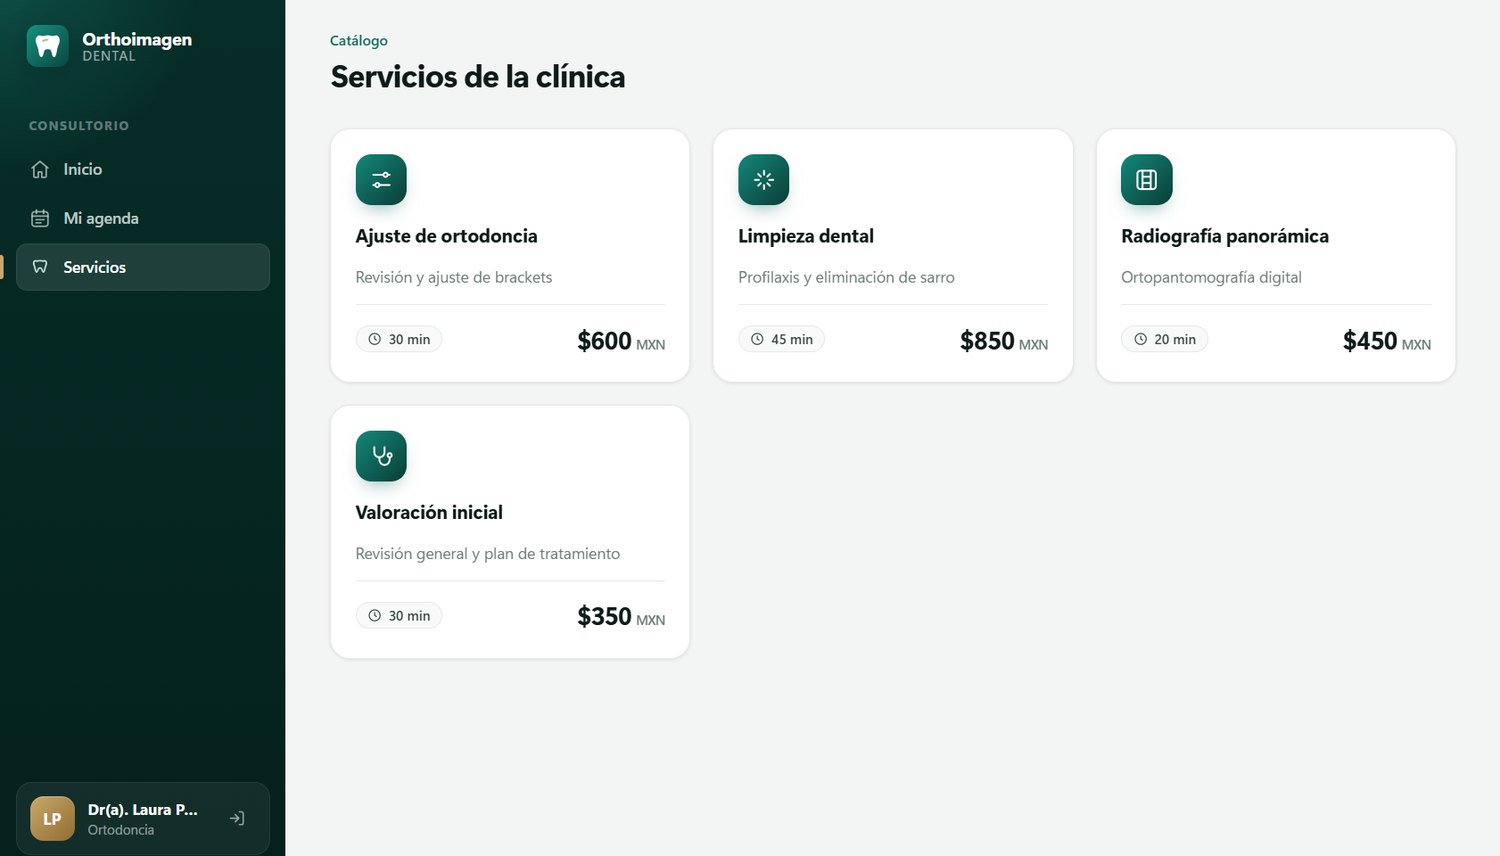 Orthoimagen
DENTAL
CONSULTORIO
Inicio
Mi agenda
Servicios
Dr(a). Laura P...
LP
Ortodoncia
Catálogo
Servicios de la clínica
Ajuste de ortodoncia
Revisión y ajuste de brackets
30 min
$600 MXN
Limpieza dental
Profilaxis y eliminación de sarro
45 min
$850 MXN
Radiografía panorámica
Ortopantomografía digital
20 min
$450 MXN
Valoración inicial
Revisión general y plan de tratamiento
30 min
$350 MXN